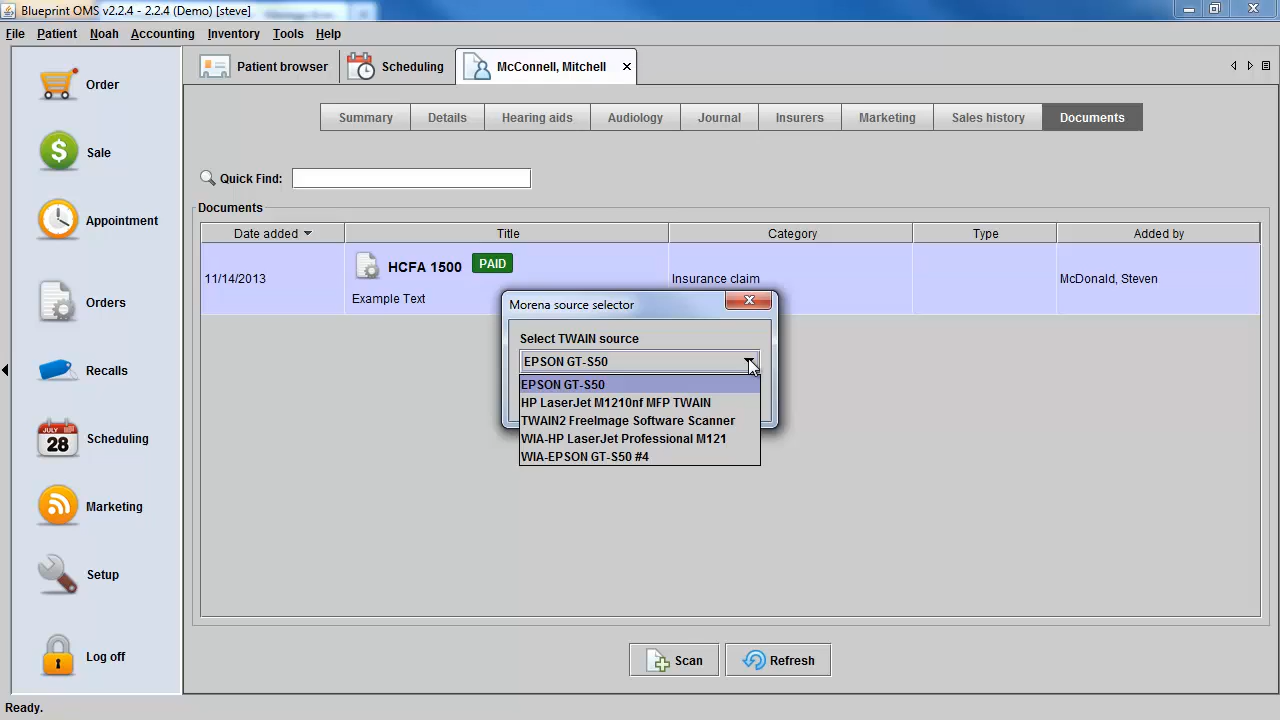 Blueprint OMS v2.2.4 - 2.2.4 (Demo) [steve]
File Patient Noah Accounting Inventory Tools Help
Order
Sale
Appointment
Orders
Recalls
JULY
28
Scheduling
Marketing
Setup
Log off
Patient browser
Scheduling
McConnell, Mitchell
Summary Details Hearing aids Audiology Journal Insurers Marketing Sales history Documents
Quick Find:
Documents
Date added Title Category Type Added by
11/14/2013
HCFA 1500 PAID
Example Text
Insurance claim
McDonald, Steven
Morena source selector
Select TWAIN source
EPSON GT-S50
EPSON GT-S50
HP LaserJet M1210nf MFP TWAIN
TWAIN2 FreeImage Software Scanner
WIA-HP LaserJet Professional M121
WIA-EPSON GT-S50 #4
Scan
Refresh
Ready.